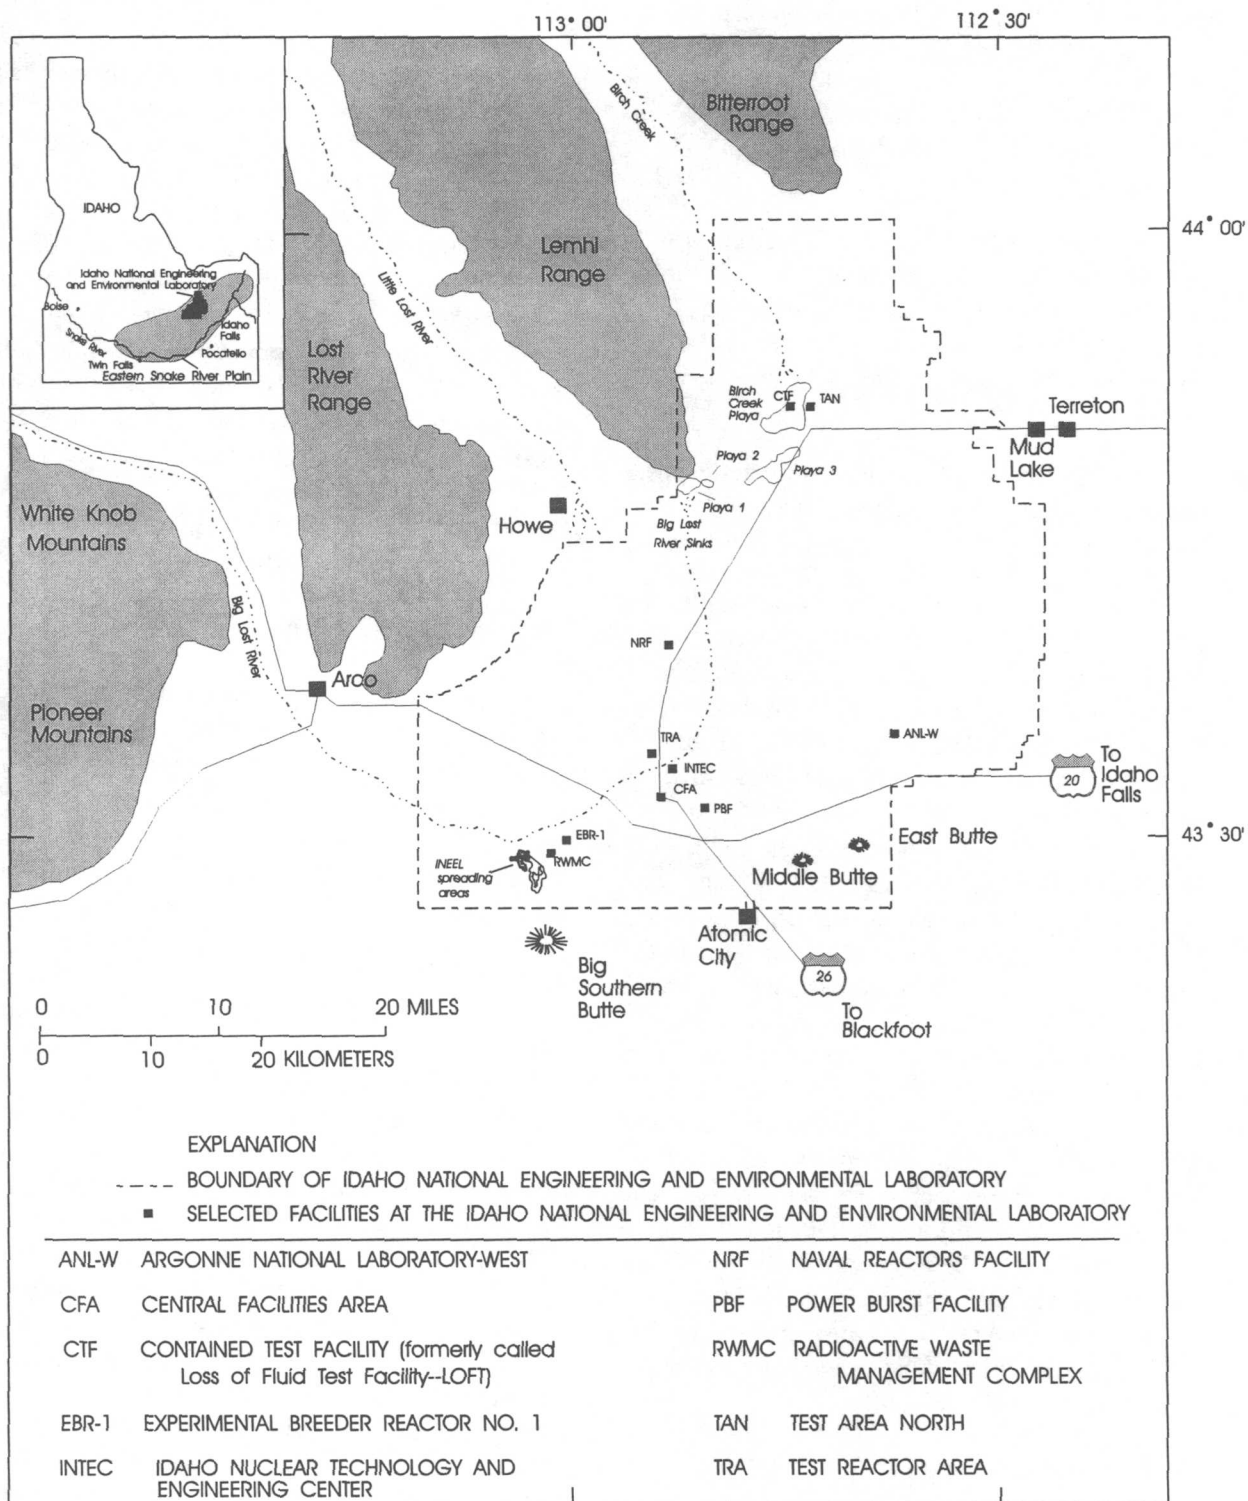 113° 00'
112° 30'
IDAHO
Idaho National Engineering
and Environmental Laboratory
Boise
Snake River
Twin Falls
Idaho
Falls
Pocatello
Eastern Snake River Plain
Birch Creek
Bitterroot
Range
44° 00'
Lemhi
Range
Little Lost River
Lost
River
Range
Birch
Creek
Playa
CTF
TAN
Terreton
Mud
Lake
Playa 2
Playa 3
Playa 1
Big Lost
River Sinks
White Knob
Mountains
Howe
Big Lost River
NRF
Arco
Pioneer
Mountains
TRA
ANL-W
INTEC
To
Idaho
Falls
20
CFA
PBF
43° 30'
EBR-1
East Butte
INEEL
spreading
areas
RWMC
Middle Butte
Atomic
City
Big
Southern
Butte
26
To
Blackfoot
0 10 20 MILES
0 10 20 KILOMETERS
EXPLANATION
BOUNDARY OF IDAHO NATIONAL ENGINEERING AND ENVIRONMENTAL LABORATORY
SELECTED FACILITIES AT THE IDAHO NATIONAL ENGINEERING AND ENVIRONMENTAL LABORATORY
ANL-W ARGONNE NATIONAL LABORATORY-WEST
CFA CENTRAL FACILITIES AREA
CTF CONTAINED TEST FACILITY (formerly called
Loss of Fluid Test Facility--LOFT)
EBR-1 EXPERIMENTAL BREEDER REACTOR NO. 1
INTEC IDAHO NUCLEAR TECHNOLOGY AND
ENGINEERING CENTER
NRF NAVAL REACTORS FACILITY
PBF POWER BURST FACILITY
RWMC RADIOACTIVE WASTE
MANAGEMENT COMPLEX
TAN TEST AREA NORTH
TRA TEST REACTOR AREA